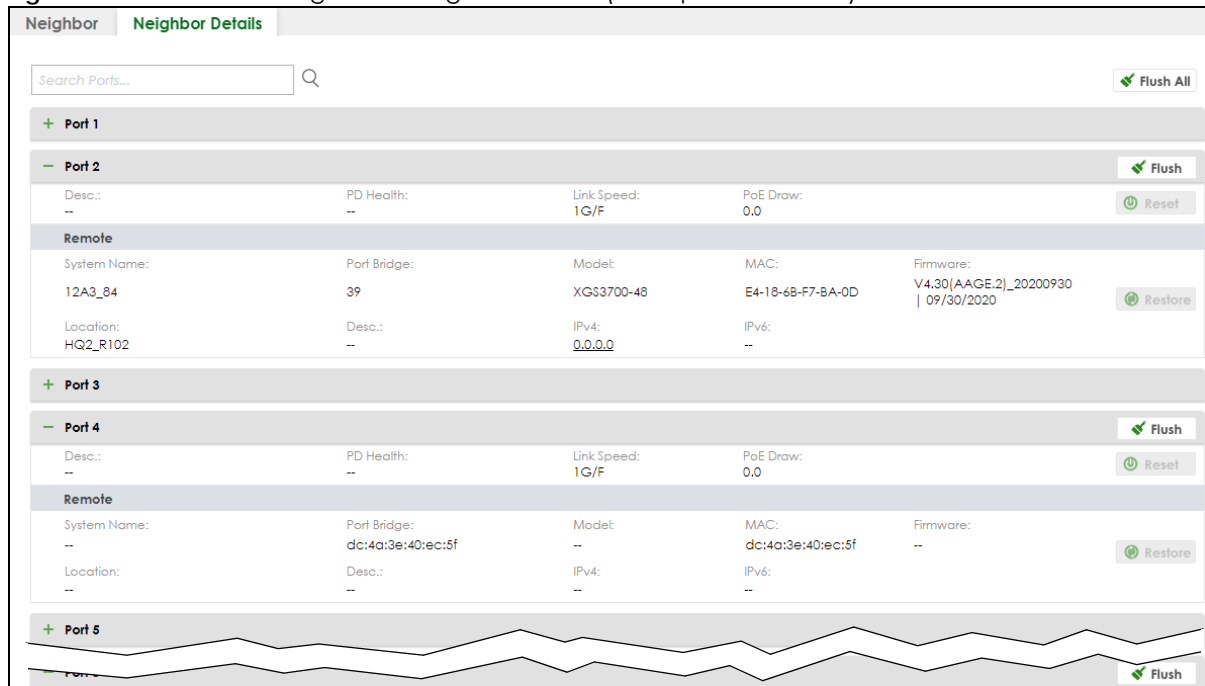 Neighbor Neighbor Details
Search Ports... Flush All
+ Port 1
− Port 2 Flush
Desc.: PD Health: Link Speed: PoE Draw:
-- -- 1G/F 0.0 Reset
Remote
System Name: Port Bridge: Model: MAC: Firmware:
12A3_84 39 XGS3700-48 E4-18-6B-F7-BA-0D V4.30(AAGE.2)_20200930
| 09/30/2020 Restore
Location: Desc.: IPv4: IPv6:
HQ2_R102 -- 0.0.0.0 --
+ Port 3
− Port 4 Flush
Desc.: PD Health: Link Speed: PoE Draw:
-- -- 1G/F 0.0 Reset
Remote
System Name: Port Bridge: Model: MAC: Firmware:
-- dc:4a:3e:40:ec:5f -- dc:4a:3e:40:ec:5f --
Restore
Location: Desc.: IPv4: IPv6:
-- -- -- --
+ Port 5
Flush